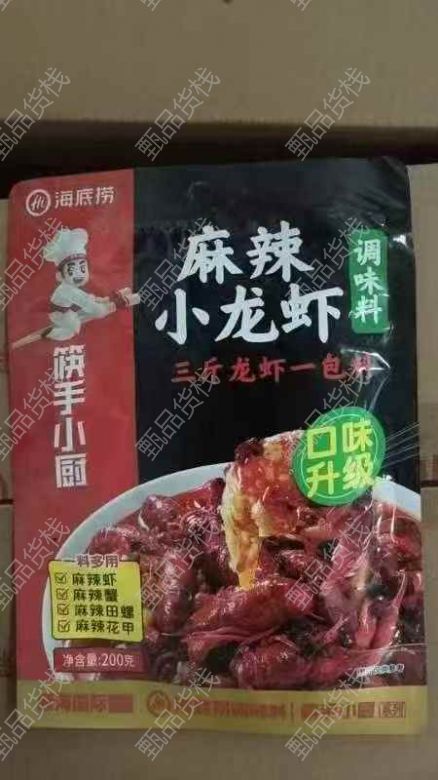 海底捞
麻辣
小龙虾
调味料
三斤龙虾一包料
筷手小厨
口味
升级
一料多用
麻辣虾
麻辣蟹
麻辣田螺
麻辣花甲
净含量:200克
系列
甄品货栈